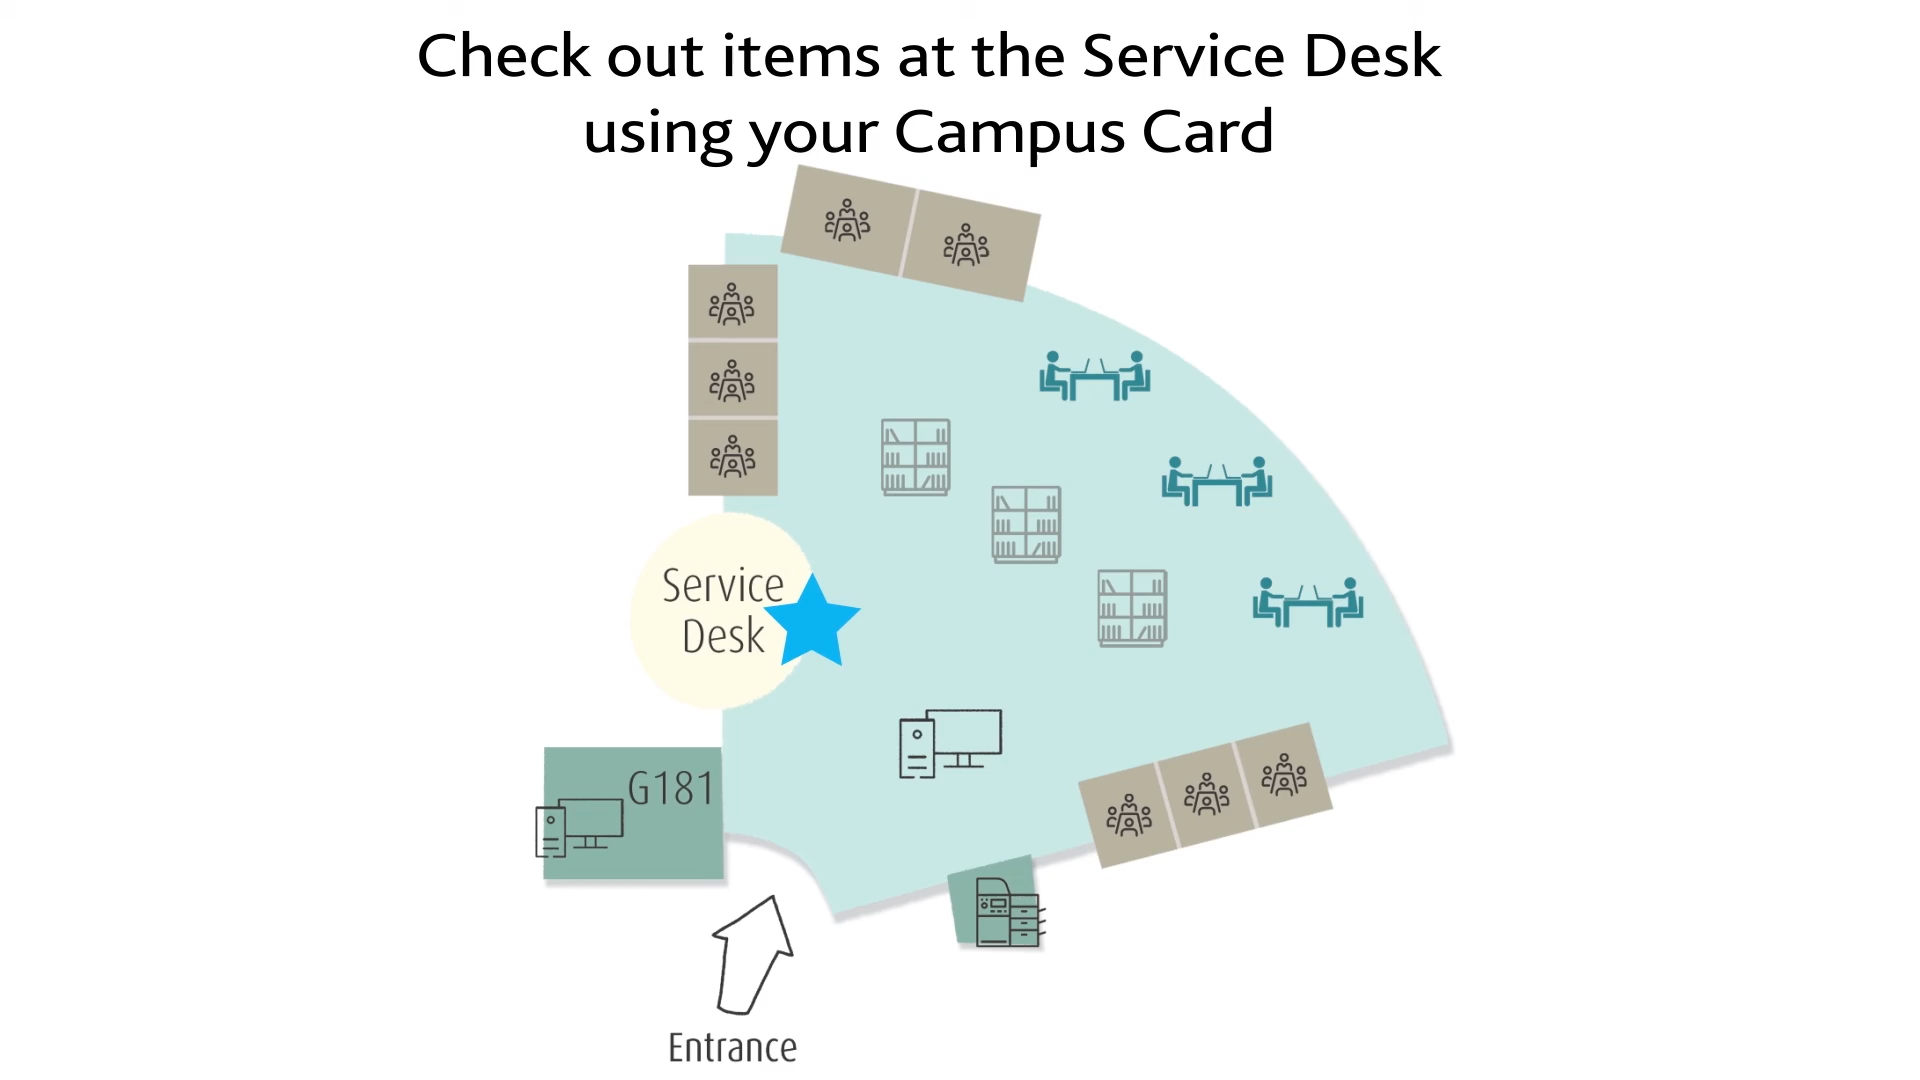 Check out items at the Service Desk
using your Campus Card
Service
Desk
G181
Entrance